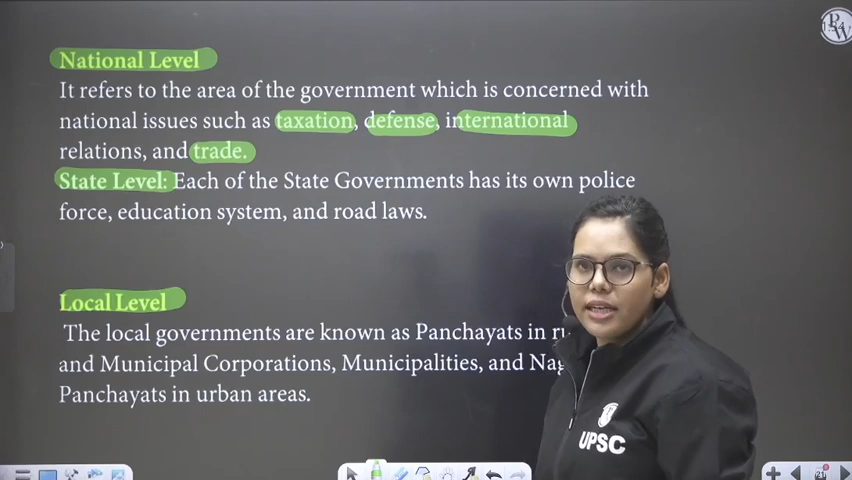 National Level
It refers to the area of the government which is concerned with
national issues such as taxation, defense, international
relations, and trade.
State Level: Each of the State Governments has its own police
force, education system, and road laws.
Local Level
The local governments are known as Panchayats in
and Municipal Corporations, Municipalities, and
Panchayats in urban areas.
UPSC
21